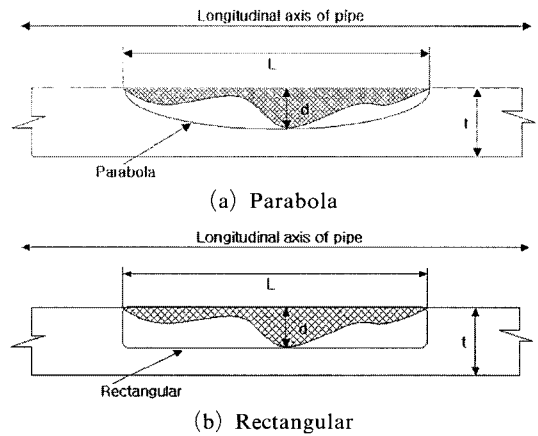 Longitudinal axis of pipe
L
d
t
Parabola
(a) Parabola
Longitudinal axis of pipe
L
d
t
Rectangular
(b) Rectangular